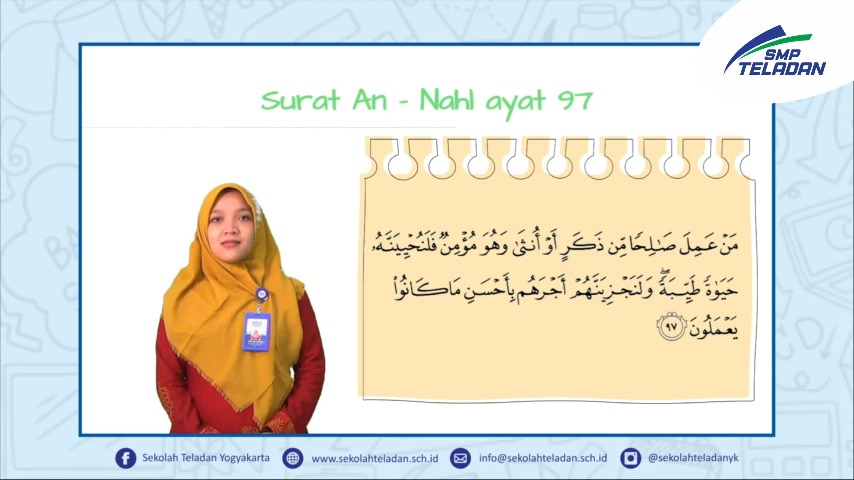 SMP
TELADAN
Surat An - Nahl ayat 97
مَنْ عَمِلَ صَـٰلِحًا مِّن ذَكَرٍ أَوْ أُنثَىٰ وَهُوَ مُؤْمِنٌ فَلَنُحْيِيَنَّهُۥ
حَيَوٰةً طَيِّبَةً ۖ وَلَنَجْزِيَنَّهُمْ أَجْرَهُم بِأَحْسَنِ مَا كَانُوا۟
يَعْمَلُونَ ٩٧
Sekolah Teladan Yogyakarta www.sekolahteladan.sch.id info@sekolahteladan.sch.id @sekolahteladanyk